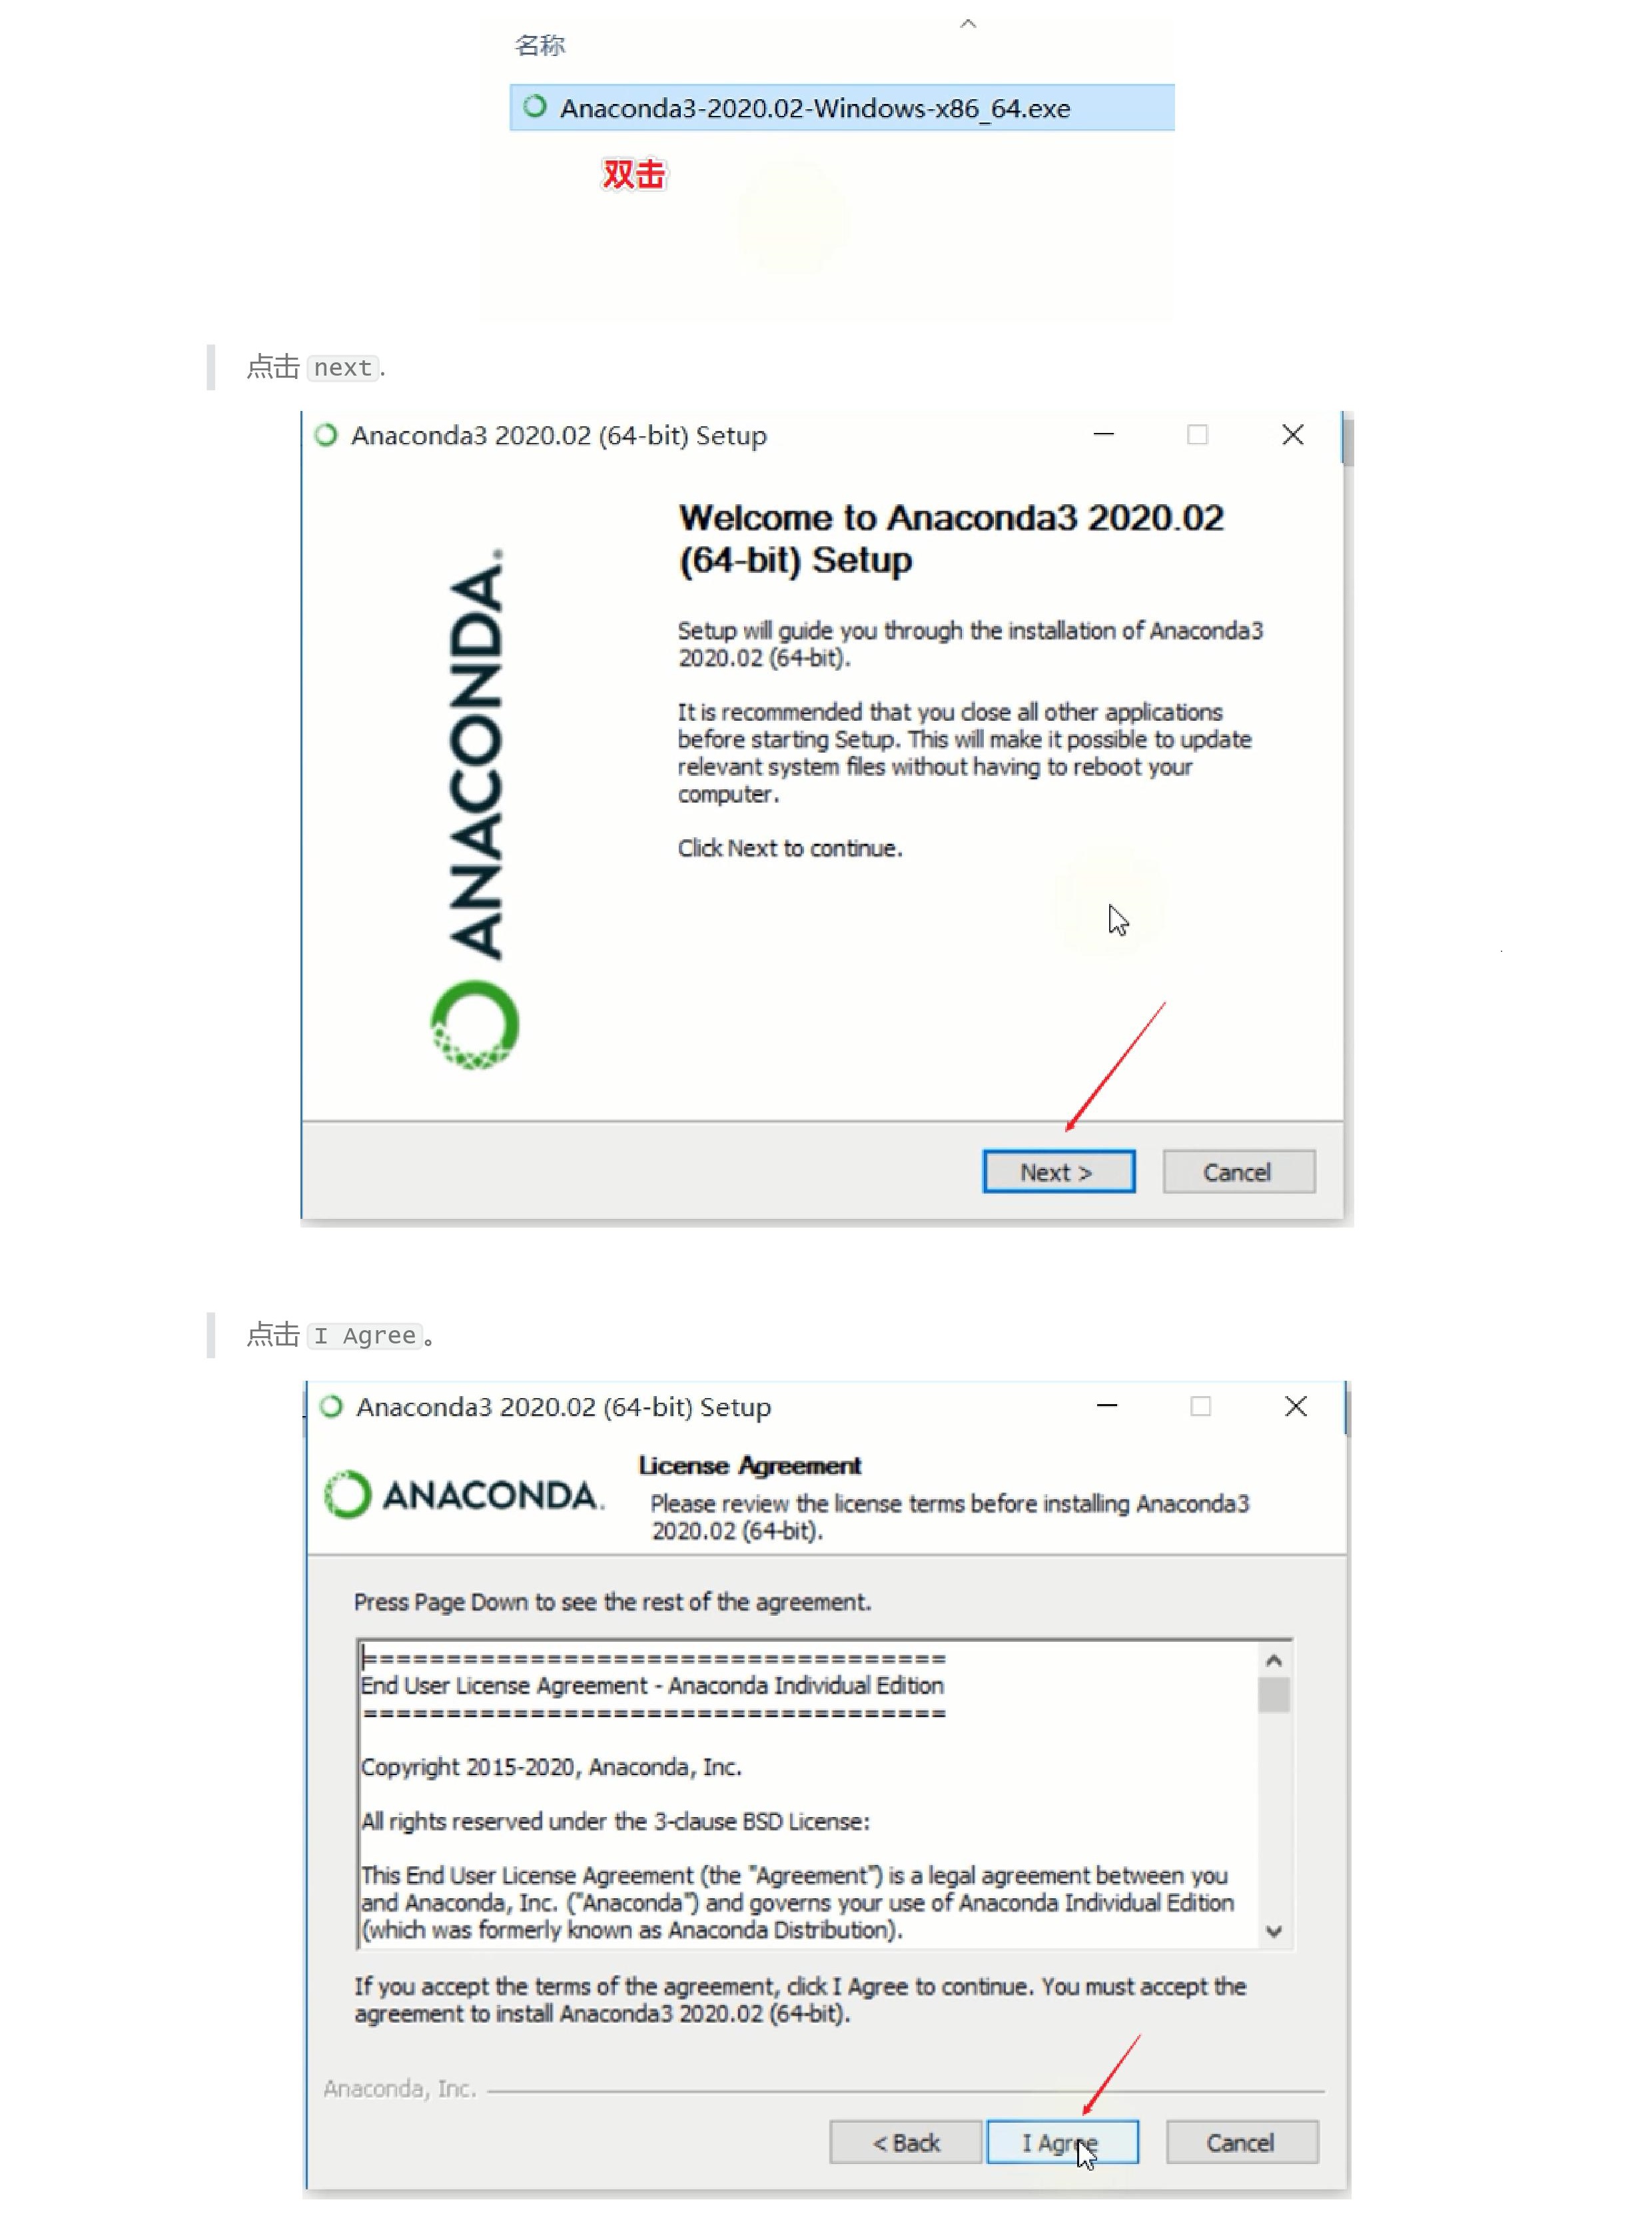 名称
Anaconda3-2020.02-Windows-x86_64.exe
双击
点击 next.
Anaconda3 2020.02 (64-bit) Setup
ANACONDA.
Welcome to Anaconda3 2020.02
(64-bit) Setup
Setup will guide you through the installation of Anaconda3
2020.02 (64-bit).
It is recommended that you close all other applications
before starting Setup. This will make it possible to update
relevant system files without having to reboot your
computer.
Click Next to continue.
Next >
Cancel
点击 I Agree。
Anaconda3 2020.02 (64-bit) Setup
ANACONDA.
License Agreement
Please review the license terms before installing Anaconda3
2020.02 (64-bit).
Press Page Down to see the rest of the agreement.
===================================
End User License Agreement - Anaconda Individual Edition
===================================
Copyright 2015-2020, Anaconda, Inc.
All rights reserved under the 3-clause BSD License:
This End User License Agreement (the "Agreement") is a legal agreement between you
and Anaconda, Inc. ("Anaconda") and governs your use of Anaconda Individual Edition
(which was formerly known as Anaconda Distribution).
If you accept the terms of the agreement, click I Agree to continue. You must accept the
agreement to install Anaconda3 2020.02 (64-bit).
Anaconda, Inc.
< Back
I Agree
Cancel